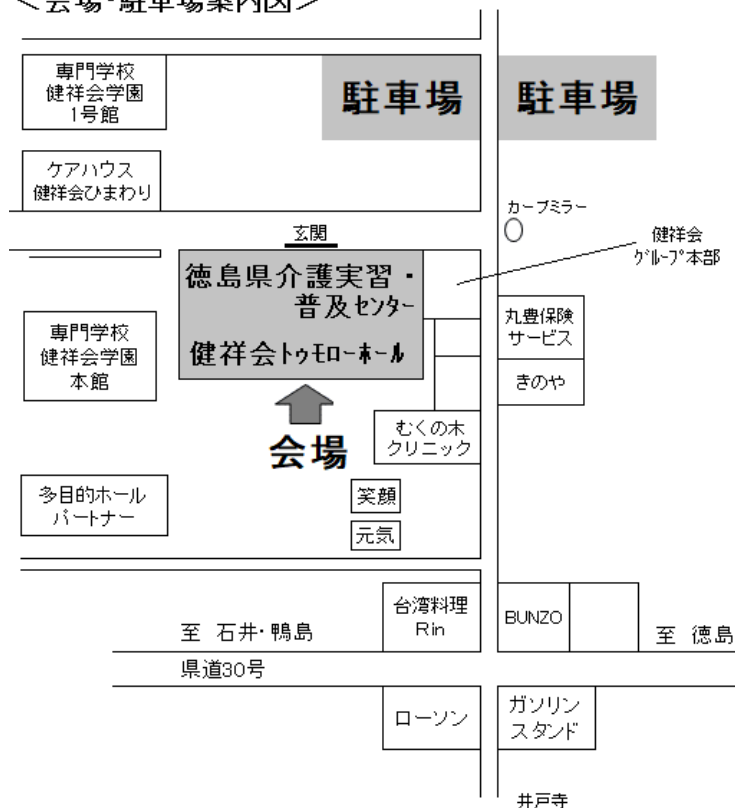 ＜会場・駐車場案内図＞
専門学校
健祥会学園
1号館
駐車場
駐車場
ケアハウス
健祥会ひまわり
カーブミラー
玄関
健祥会
グループ本部
徳島県介護実習・
普及センター
健祥会トゥモローホール
丸豊保険
サービス
専門学校
健祥会学園
本館
きのや
むくの木
クリニック
会場
多目的ホール
パートナー
笑顔
元気
台湾料理
Rin
BUNZO
至 石井・鴨島
至 徳島
県道30号
ローソン
ガソリン
スタンド
井戸寺